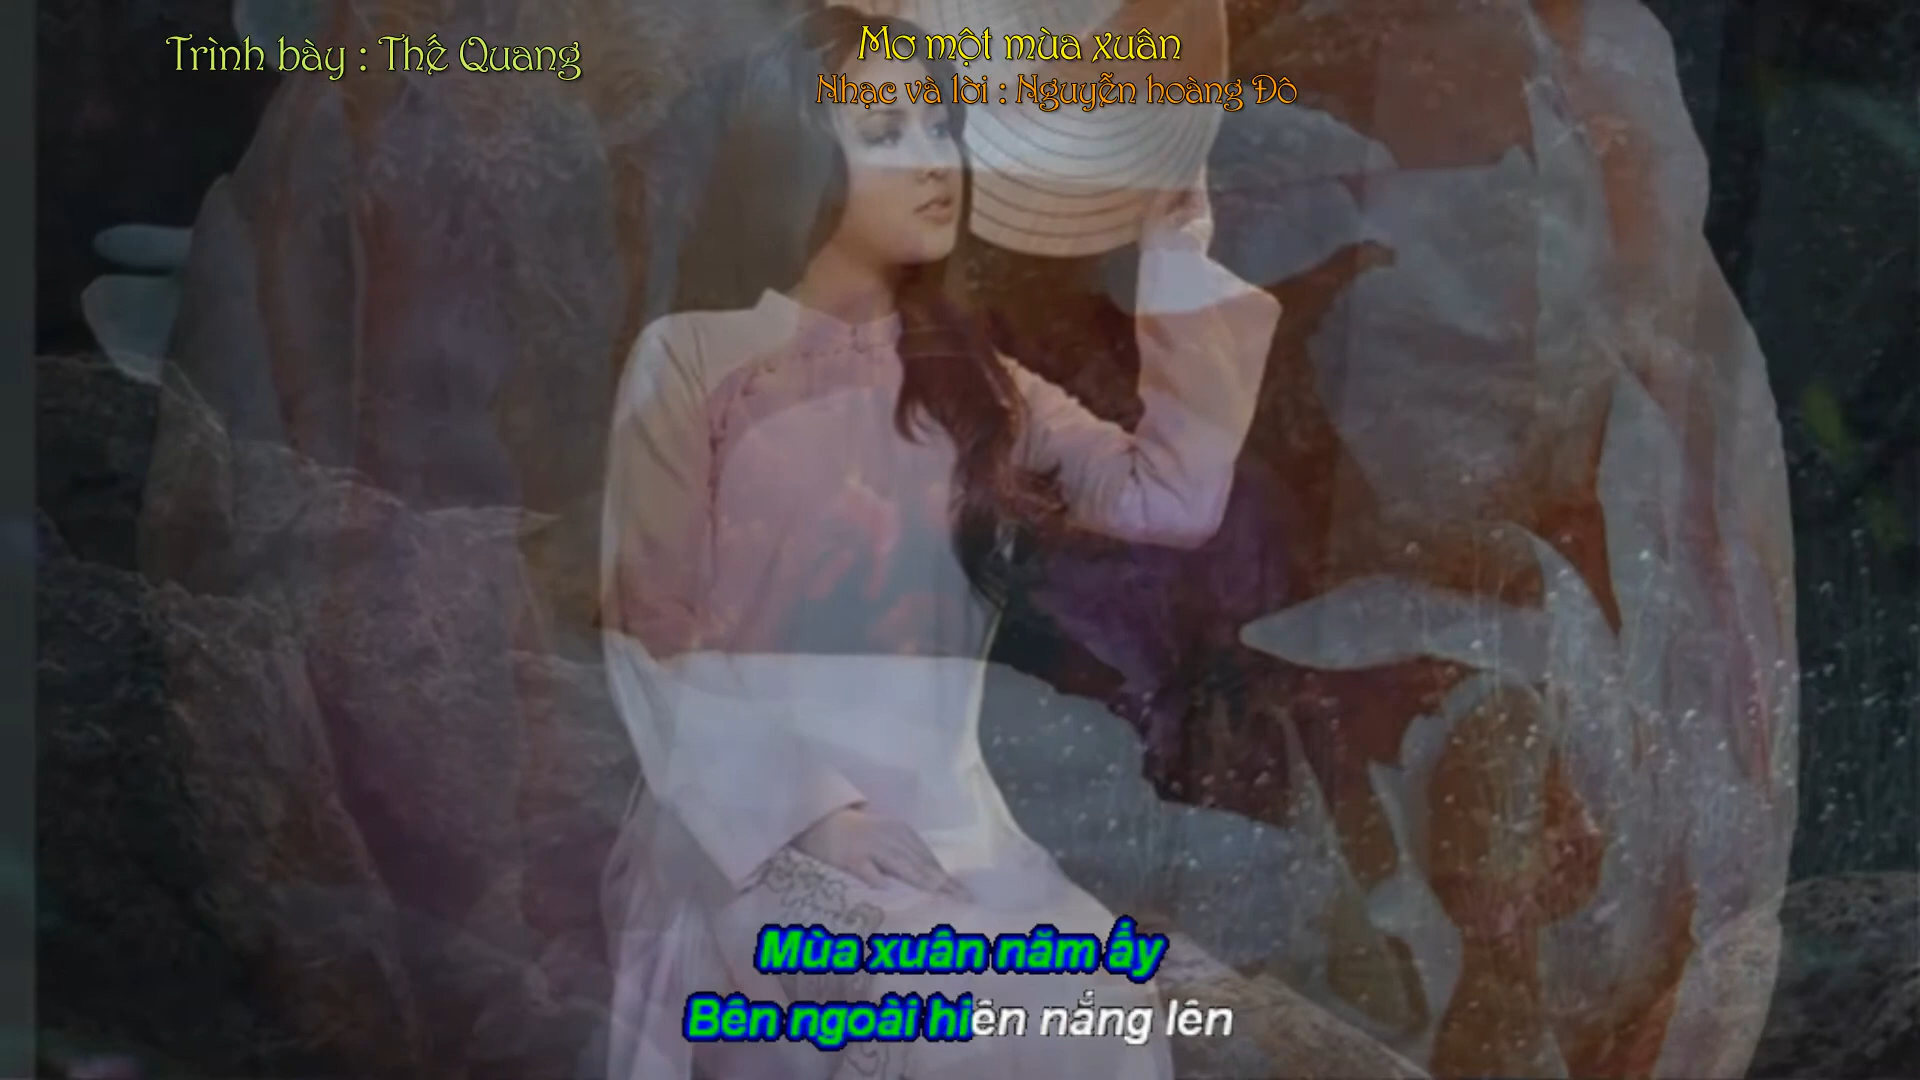 Trình bày : Thế Quang
Mơ một mùa xuân
Nhạc và lời : Nguyễn hoàng Đô
Mùa xuân năm ấy
Bên ngoài hiên nắng lên